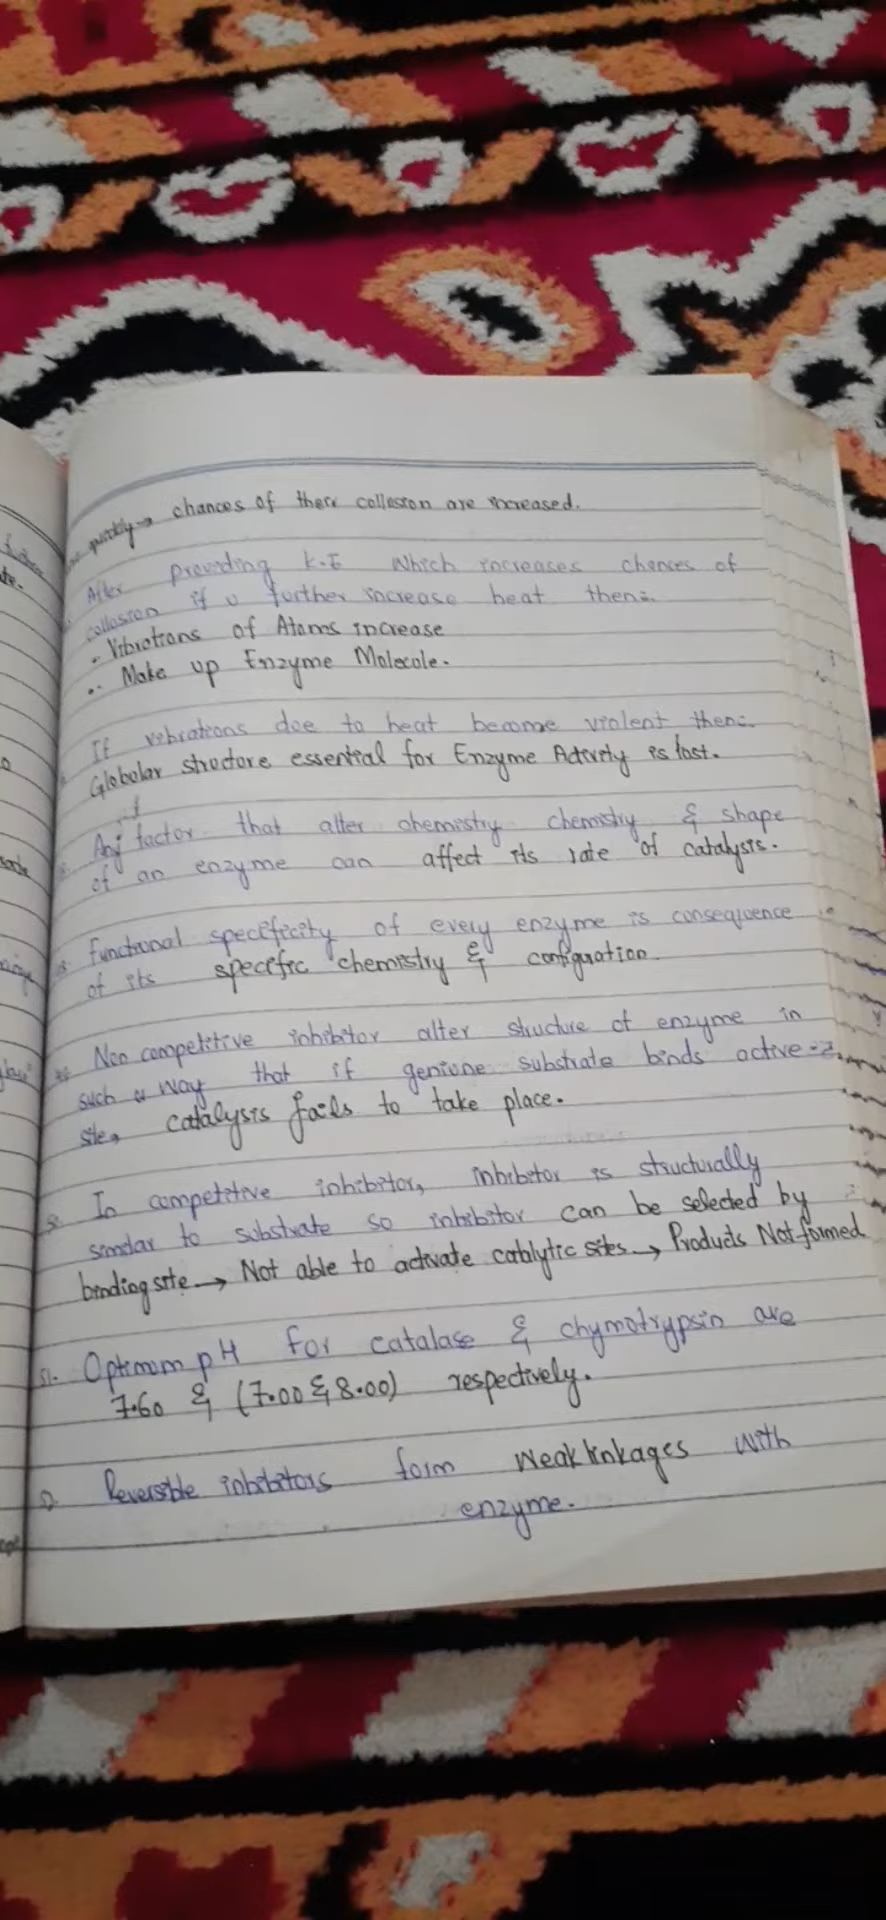 quickly → chances of there collesion are increased.
After providing K.E Which increases chances of
collosion if u further increase heat then:-
Vibrations of Atoms increase
Make up Enzyme Molecule.
If vibrations due to heat become violent then:-
Globular structure essential for Enzyme Activity is lost.
Any factor that alter chemistry chemistry & shape
of an enzyme can affect its rate of catalysis.
Functional specificity of every enzyme is consequence
of its specific chemistry & configuration.
Non competitive inhibitor alter structure of enzyme in
such a way that if geniune substrate binds active
site, catalysis fails to take place.
In competitive inhibitor, inhibitor is structurally
similar to substrate so inhibitor can be selected by
binding site → Not able to activate catalytic sites → Products Not formed
Optimum pH for catalase & chymotrypsin are
7.60 & (7.00 & 8.00) respectively.
Reversible inhibitors form Weak linkages with
enzyme.